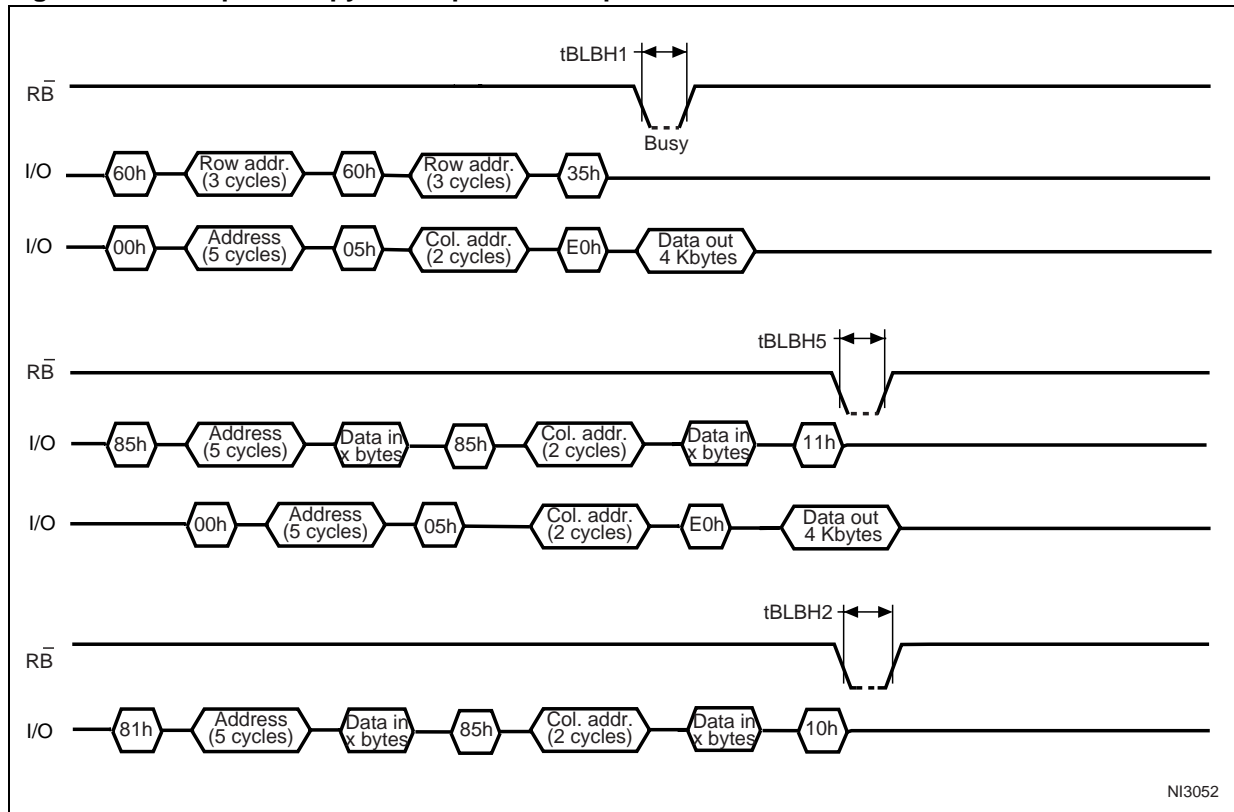 tBLBH1
RB̅
Busy
I/O 60h Row addr. (3 cycles) 60h Row addr. (3 cycles) 35h
I/O 00h Address (5 cycles) 05h Col. addr. (2 cycles) E0h Data out 4 Kbytes
tBLBH5
RB̅
I/O 85h Address (5 cycles) Data in x bytes 85h Col. addr. (2 cycles) Data in x bytes 11h
I/O 00h Address (5 cycles) 05h Col. addr. (2 cycles) E0h Data out 4 Kbytes
tBLBH2
RB̅
I/O 81h Address (5 cycles) Data in x bytes 85h Col. addr. (2 cycles) Data in x bytes 10h
NI3052